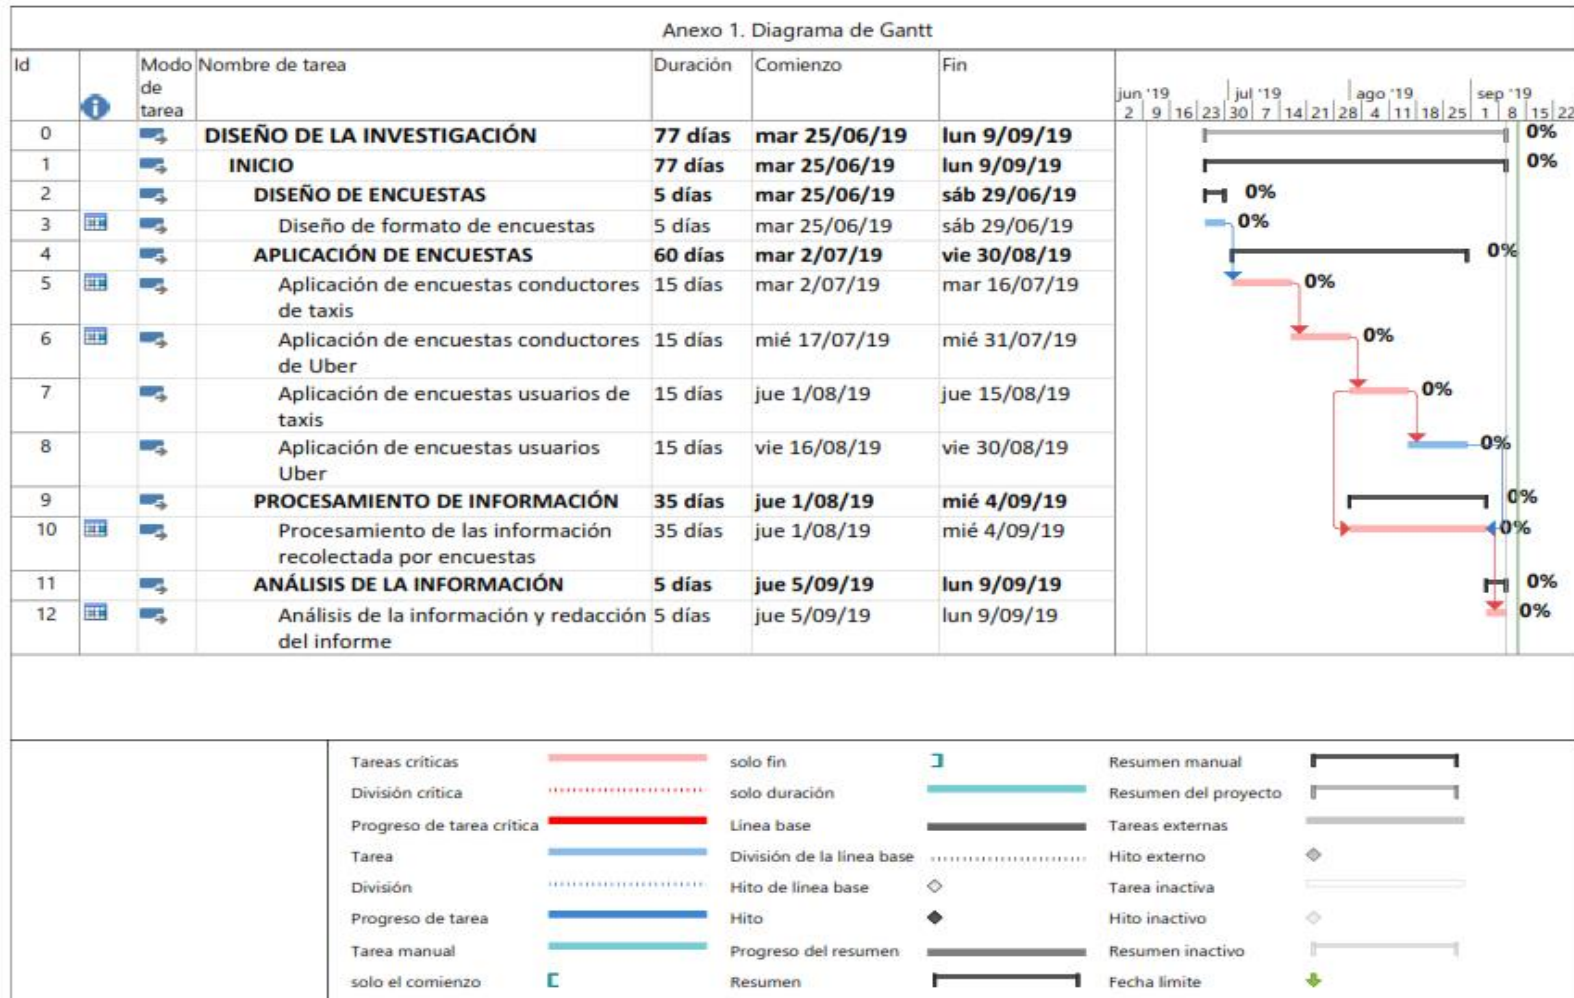 Anexo 1. Diagrama de Gantt
Id Modo de tarea Nombre de tarea Duración Comienzo Fin
jun '19 jul '19 ago '19 sep '19
2 9 16 23 30 7 14 21 28 4 11 18 25 1 8 15 22
0 DISEÑO DE LA INVESTIGACIÓN 77 días mar 25/06/19 lun 9/09/19 0%
1 INICIO 77 días mar 25/06/19 lun 9/09/19 0%
2 DISEÑO DE ENCUESTAS 5 días mar 25/06/19 sáb 29/06/19 0%
3 Diseño de formato de encuestas 5 días mar 25/06/19 sáb 29/06/19 0%
4 APLICACIÓN DE ENCUESTAS 60 días mar 2/07/19 vie 30/08/19 0%
5 Aplicación de encuestas conductores 15 días mar 2/07/19 mar 16/07/19 0%
de taxis
6 Aplicación de encuestas conductores 15 días mié 17/07/19 mié 31/07/19 0%
de Uber
7 Aplicación de encuestas usuarios de 15 días jue 1/08/19 jue 15/08/19 0%
taxis
8 Aplicación de encuestas usuarios 15 días vie 16/08/19 vie 30/08/19 0%
Uber
9 PROCESAMIENTO DE INFORMACIÓN 35 días jue 1/08/19 mié 4/09/19 0%
10 Procesamiento de las información 35 días jue 1/08/19 mié 4/09/19 0%
recolectada por encuestas
11 ANÁLISIS DE LA INFORMACIÓN 5 días jue 5/09/19 lun 9/09/19 0%
12 Análisis de la información y redacción 5 días jue 5/09/19 lun 9/09/19 0%
del informe
Tareas críticas solo fin Resumen manual
División crítica solo duración Resumen del proyecto
Progreso de tarea crítica Línea base Tareas externas
Tarea División de la línea base Hito externo
División Hito de línea base Tarea inactiva
Progreso de tarea Hito Hito inactivo
Tarea manual Progreso del resumen Resumen inactivo
solo el comienzo Resumen Fecha límite